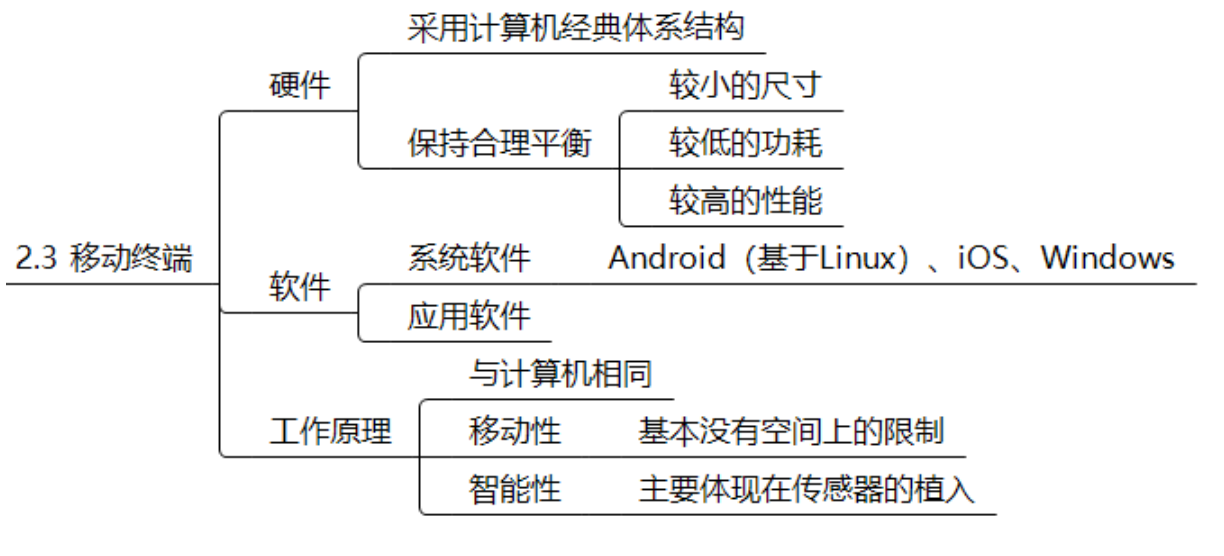 采用计算机经典体系结构
硬件
较小的尺寸
保持合理平衡
较低的功耗
较高的性能
2.3 移动终端
系统软件 Android（基于Linux）、iOS、Windows
软件
应用软件
与计算机相同
工作原理
移动性 基本没有空间上的限制
智能性 主要体现在传感器的植入